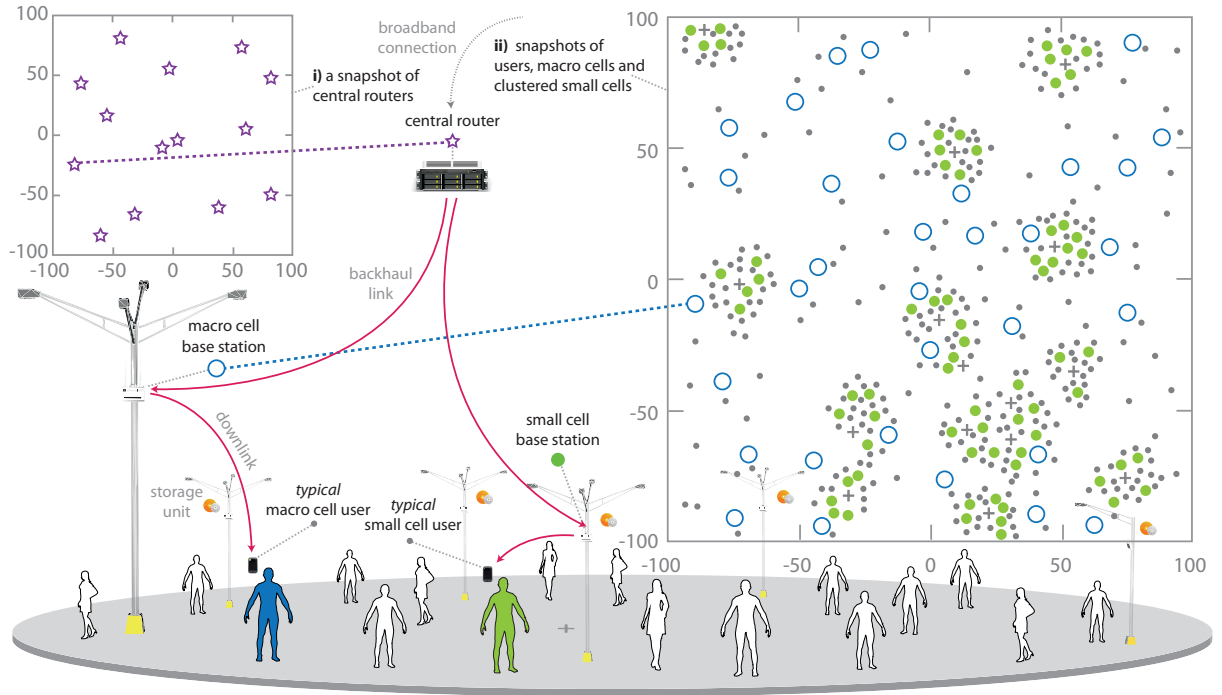 100
50
0
-50
-100
-100
-50
0
50
100
i) a snapshot of
central routers
broadband
connection
central router
ii) snapshots of
users, macro cells and
clustered small cells
100
50
0
-50
-100
-100
-50
0
50
100
backhaul
link
macro cell
base station
downlink
small cell
base station
storage
unit
typical
macro cell user
typical
small cell user